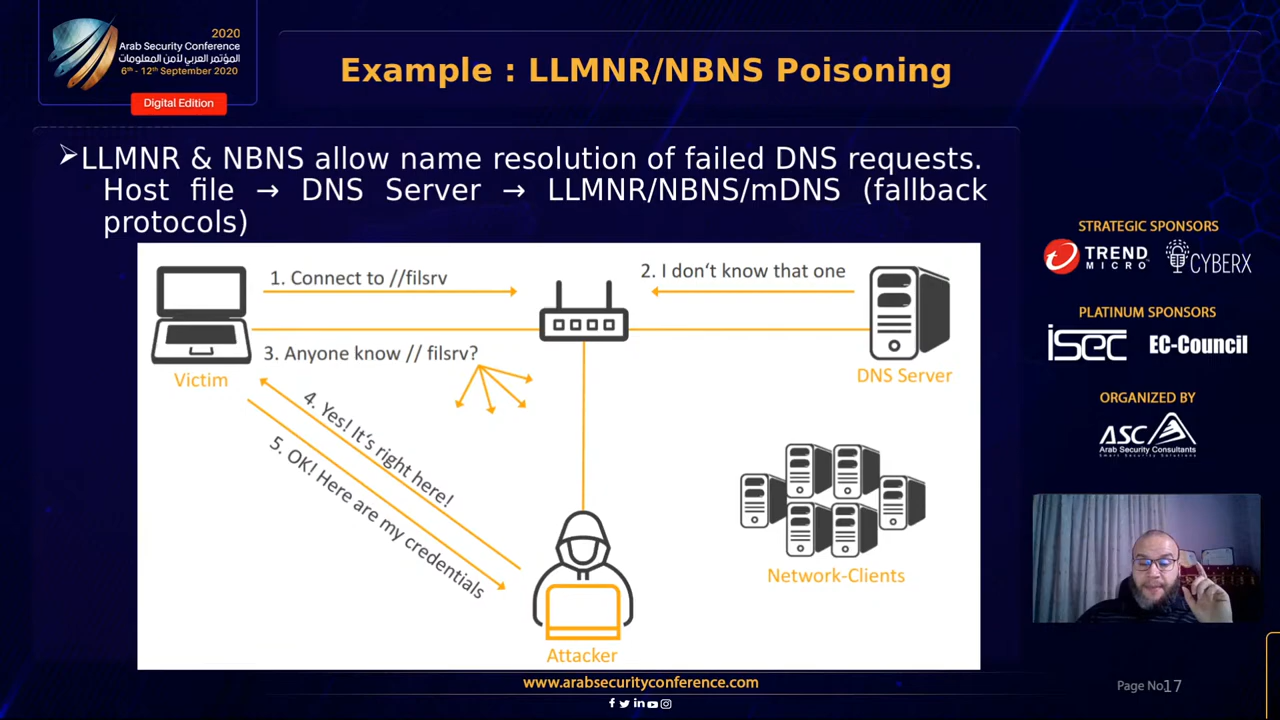 2020
Arab Security Conference
المؤتمر العربي لأمن المعلومات
6th - 12th September 2020
Digital Edition
Example : LLMNR/NBNS Poisoning
➢LLMNR & NBNS allow name resolution of failed DNS requests.
Host file → DNS Server → LLMNR/NBNS/mDNS (fallback
protocols)
1. Connect to //filsrv
2. I don‘t know that one
3. Anyone know // filsrv?
Victim
DNS Server
4. Yes! It‘s right here!
5. OK! Here are my credentials
Network-Clients
Attacker
STRATEGIC SPONSORS
TREND
MICRO
CYBERX
PLATINUM SPONSORS
isec
EC-Council
ORGANIZED BY
ASC
Arab Security Consultants
Smart Security Solutions
www.arabsecurityconference.com
Page No17